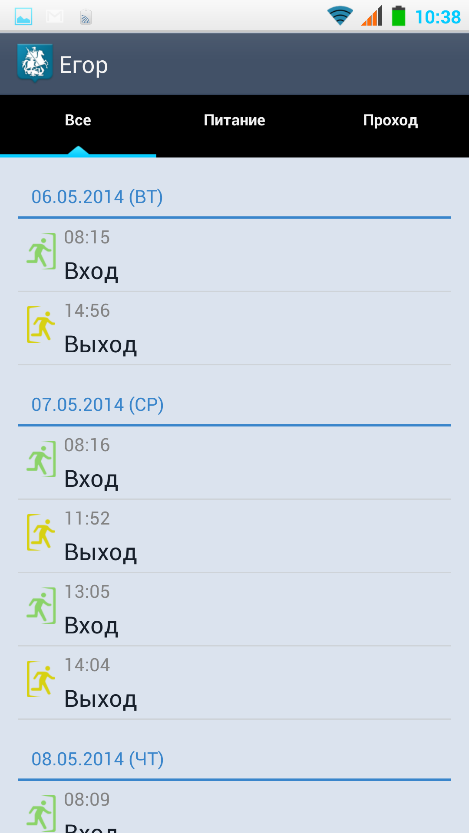 10:38
Егор
Все Питание Проход
06.05.2014 (ВТ)
08:15
Вход
14:56
Выход
07.05.2014 (СР)
08:16
Вход
11:52
Выход
13:05
Вход
14:04
Выход
08.05.2014 (ЧТ)
08:09
Вход